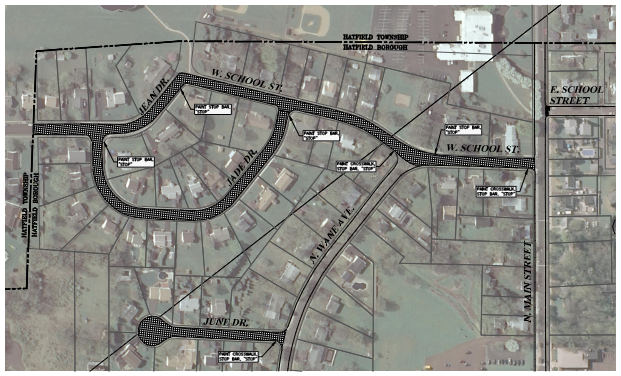 HATFIELD TOWNSHIP
HATFIELD BOROUGH
JEAN DR.
W. SCHOOL ST.
E. SCHOOL
STREET
PAINT STOP BAR,
"STOP"
PAINT STOP BAR,
"STOP"
PAINT STOP BAR,
"STOP"
W. SCHOOL ST.
PAINT STOP BAR,
"STOP"
PAINT CROSSWALK,
STOP BAR, "STOP"
JADE DR.
PAINT CROSSWALK,
STOP BAR, "STOP"
HATFIELD TOWNSHIP
HATFIELD BOROUGH
N. WANE AVE.
N. MAIN STREET
JUNE DR.
PAINT CROSSWALK,
STOP BAR, "STOP"